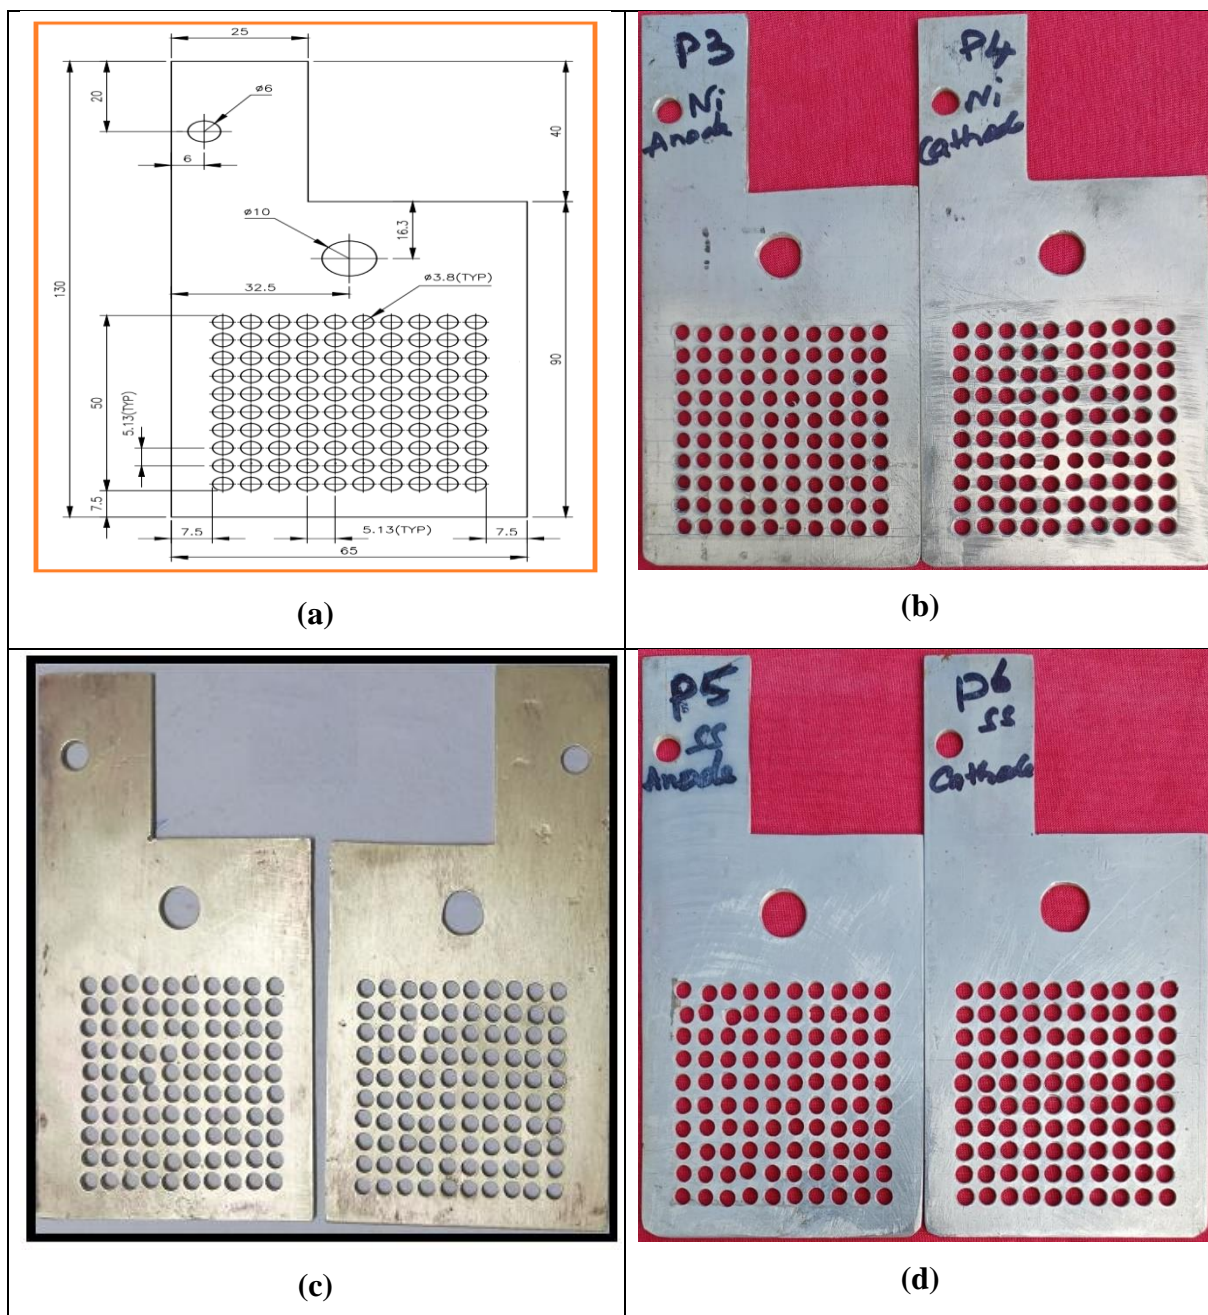 25
ø6
20
6
40
ø10
16.3
130
32.5
ø3.8(TYP)
90
50
5.13(TYP)
7.5
7.5
5.13(TYP)
7.5
65
(a)
P3
Ni
Anode
P4
Ni
Cathode
(b)
(c)
P5
SS
Anode
P6
SS
Cathode
(d)